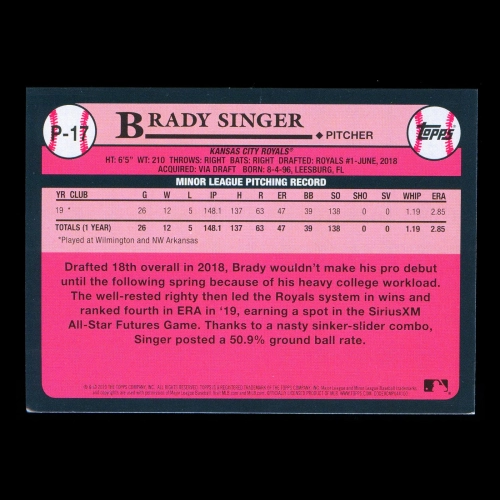 P-17
BRADY SINGER
◆ PITCHER
Topps
KANSAS CITY ROYALS®
HT: 6'5" WT: 210 THROWS: RIGHT BATS: RIGHT DRAFTED: ROYALS #1-JUNE, 2018
ACQUIRED: VIA DRAFT BORN: 8-4-96, LEESBURG, FL
MINOR LEAGUE PITCHING RECORD
YR CLUB G W L IP H R ER BB SO SHO SV WHIP ERA
19 * 26 12 5 148.1 137 63 47 39 138 0 0 1.19 2.85
TOTALS (1 YEAR) 26 12 5 148.1 137 63 47 39 138 0 0 1.19 2.85
*Played at Wilmington and NW Arkansas
Drafted 18th overall in 2018, Brady wouldn't make his pro debut
until the following spring because of his heavy college workload.
The well-rested righty then led the Royals system in wins and
ranked fourth in ERA in '19, earning a spot in the SiriusXM
All-Star Futures Game. Thanks to a nasty sinker-slider combo,
Singer posted a 50.9% ground ball rate.